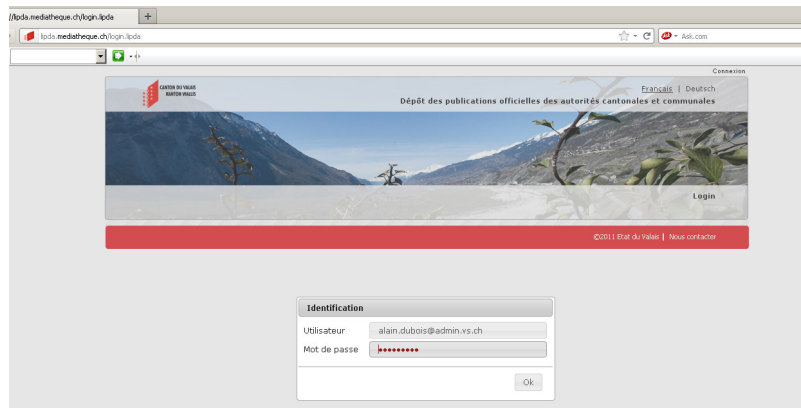 //lipda.mediatheque.ch/login.lipda
lipda.mediatheque.ch/login.lipda
Ask.com
Connexion
CANTON DU VALAIS
KANTON WALLIS
Français | Deutsch
Dépôt des publications officielles des autorités cantonales et communales
Login
©2011 Etat du Valais | Nous contacter
Identification
Utilisateur alain.dubois@admin.vs.ch
Mot de passe •••••••••
Ok